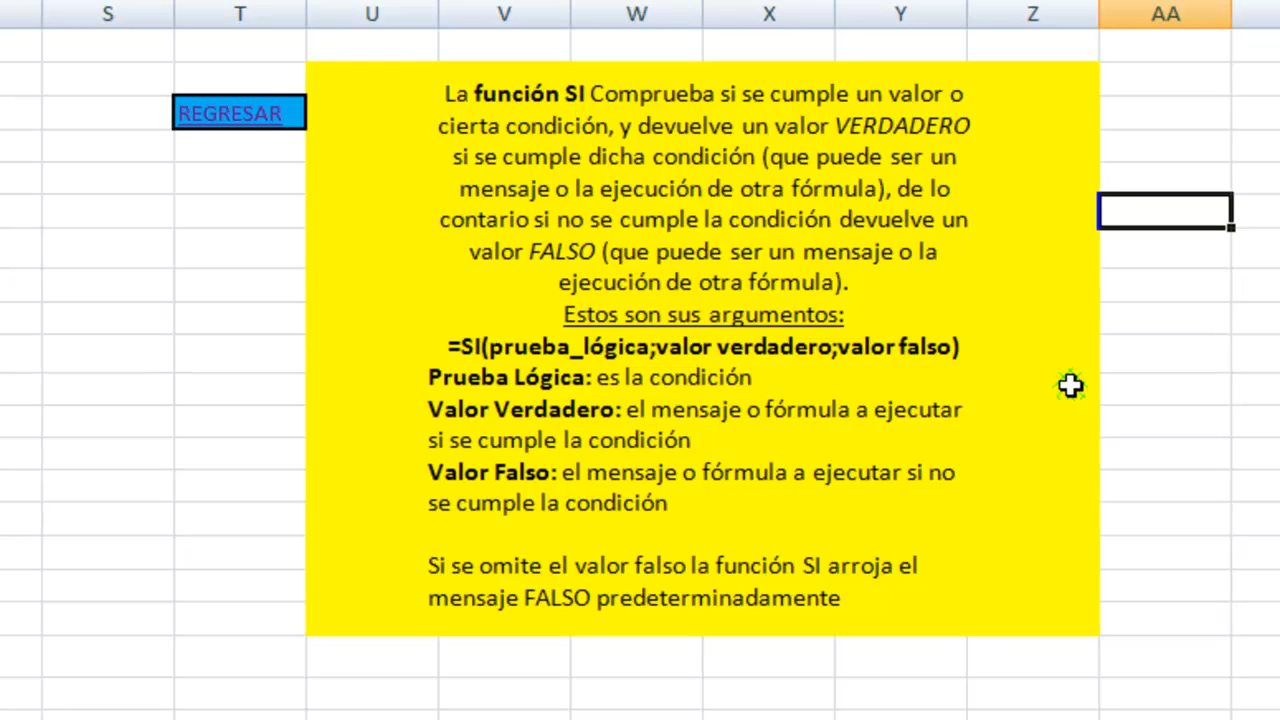 S T U V W X Y Z AA
REGRESAR
La función SI Comprueba si se cumple un valor o
cierta condición, y devuelve un valor VERDADERO
si se cumple dicha condición (que puede ser un
mensaje o la ejecución de otra fórmula), de lo
contario si no se cumple la condición devuelve un
valor FALSO (que puede ser un mensaje o la
ejecución de otra fórmula).
Estos son sus argumentos:
=SI(prueba_lógica;valor verdadero;valor falso)
Prueba Lógica: es la condición
Valor Verdadero: el mensaje o fórmula a ejecutar
si se cumple la condición
Valor Falso: el mensaje o fórmula a ejecutar si no
se cumple la condición
Si se omite el valor falso la función SI arroja el
mensaje FALSO predeterminadamente